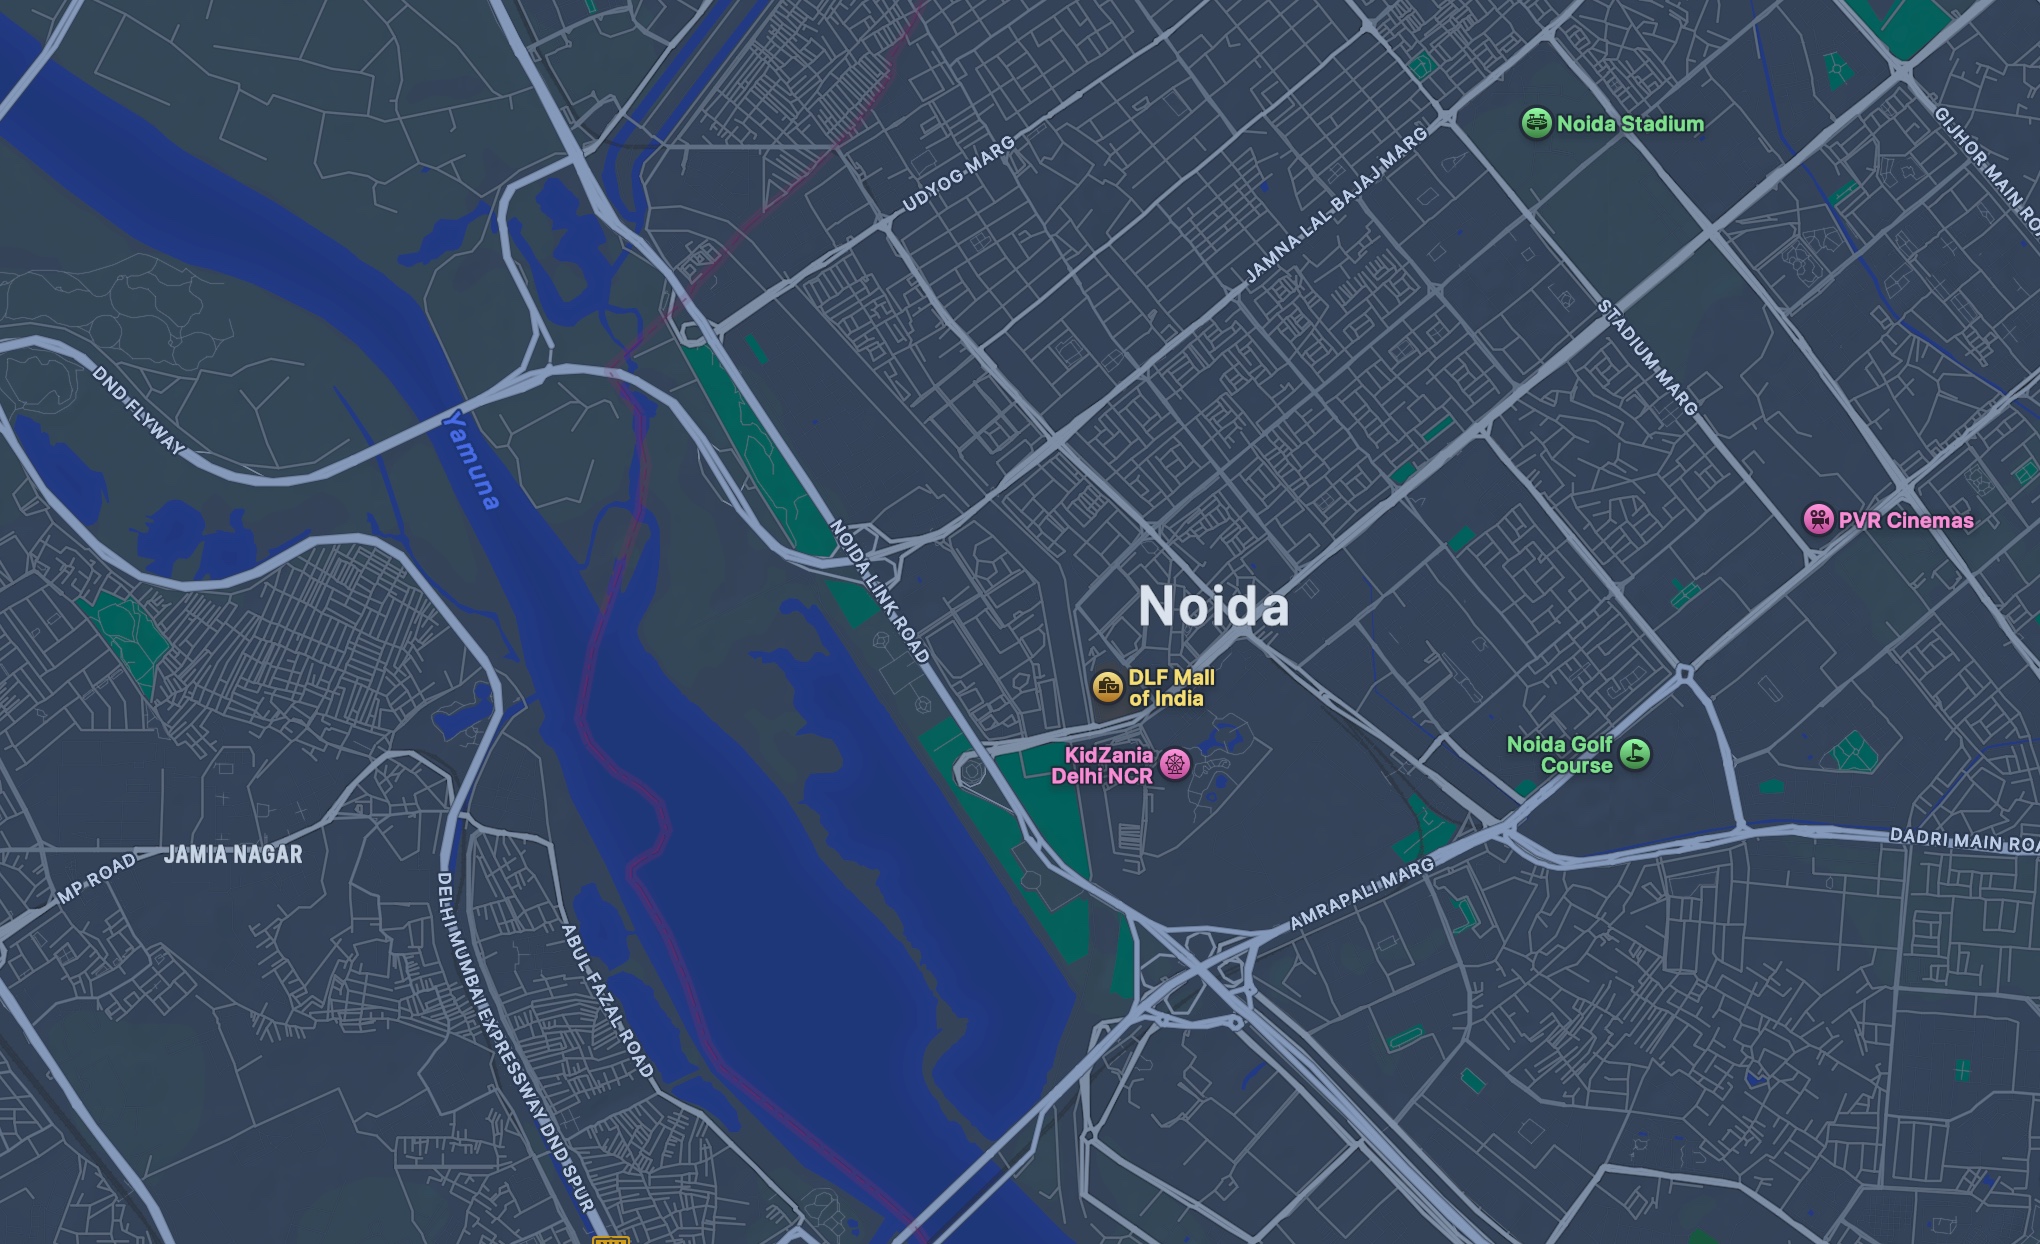 Noida Stadium
GIJHOR MAIN RO
UDYOG MARG
JAMNA LAL BAJAJ MARG
STADIUM MARG
DND FLYWAY
Yamuna
PVR Cinemas
NOIDA LINK ROAD
Noida
DLF Mall
of India
KidZania
Delhi NCR
Noida Golf
Course
DADRI MAIN ROA
JAMIA NAGAR
MP ROAD
AMRAPALI MARG
DELHI MUMBAI EXPRESSWAY DND SPUR
ABUL FAZAL ROAD